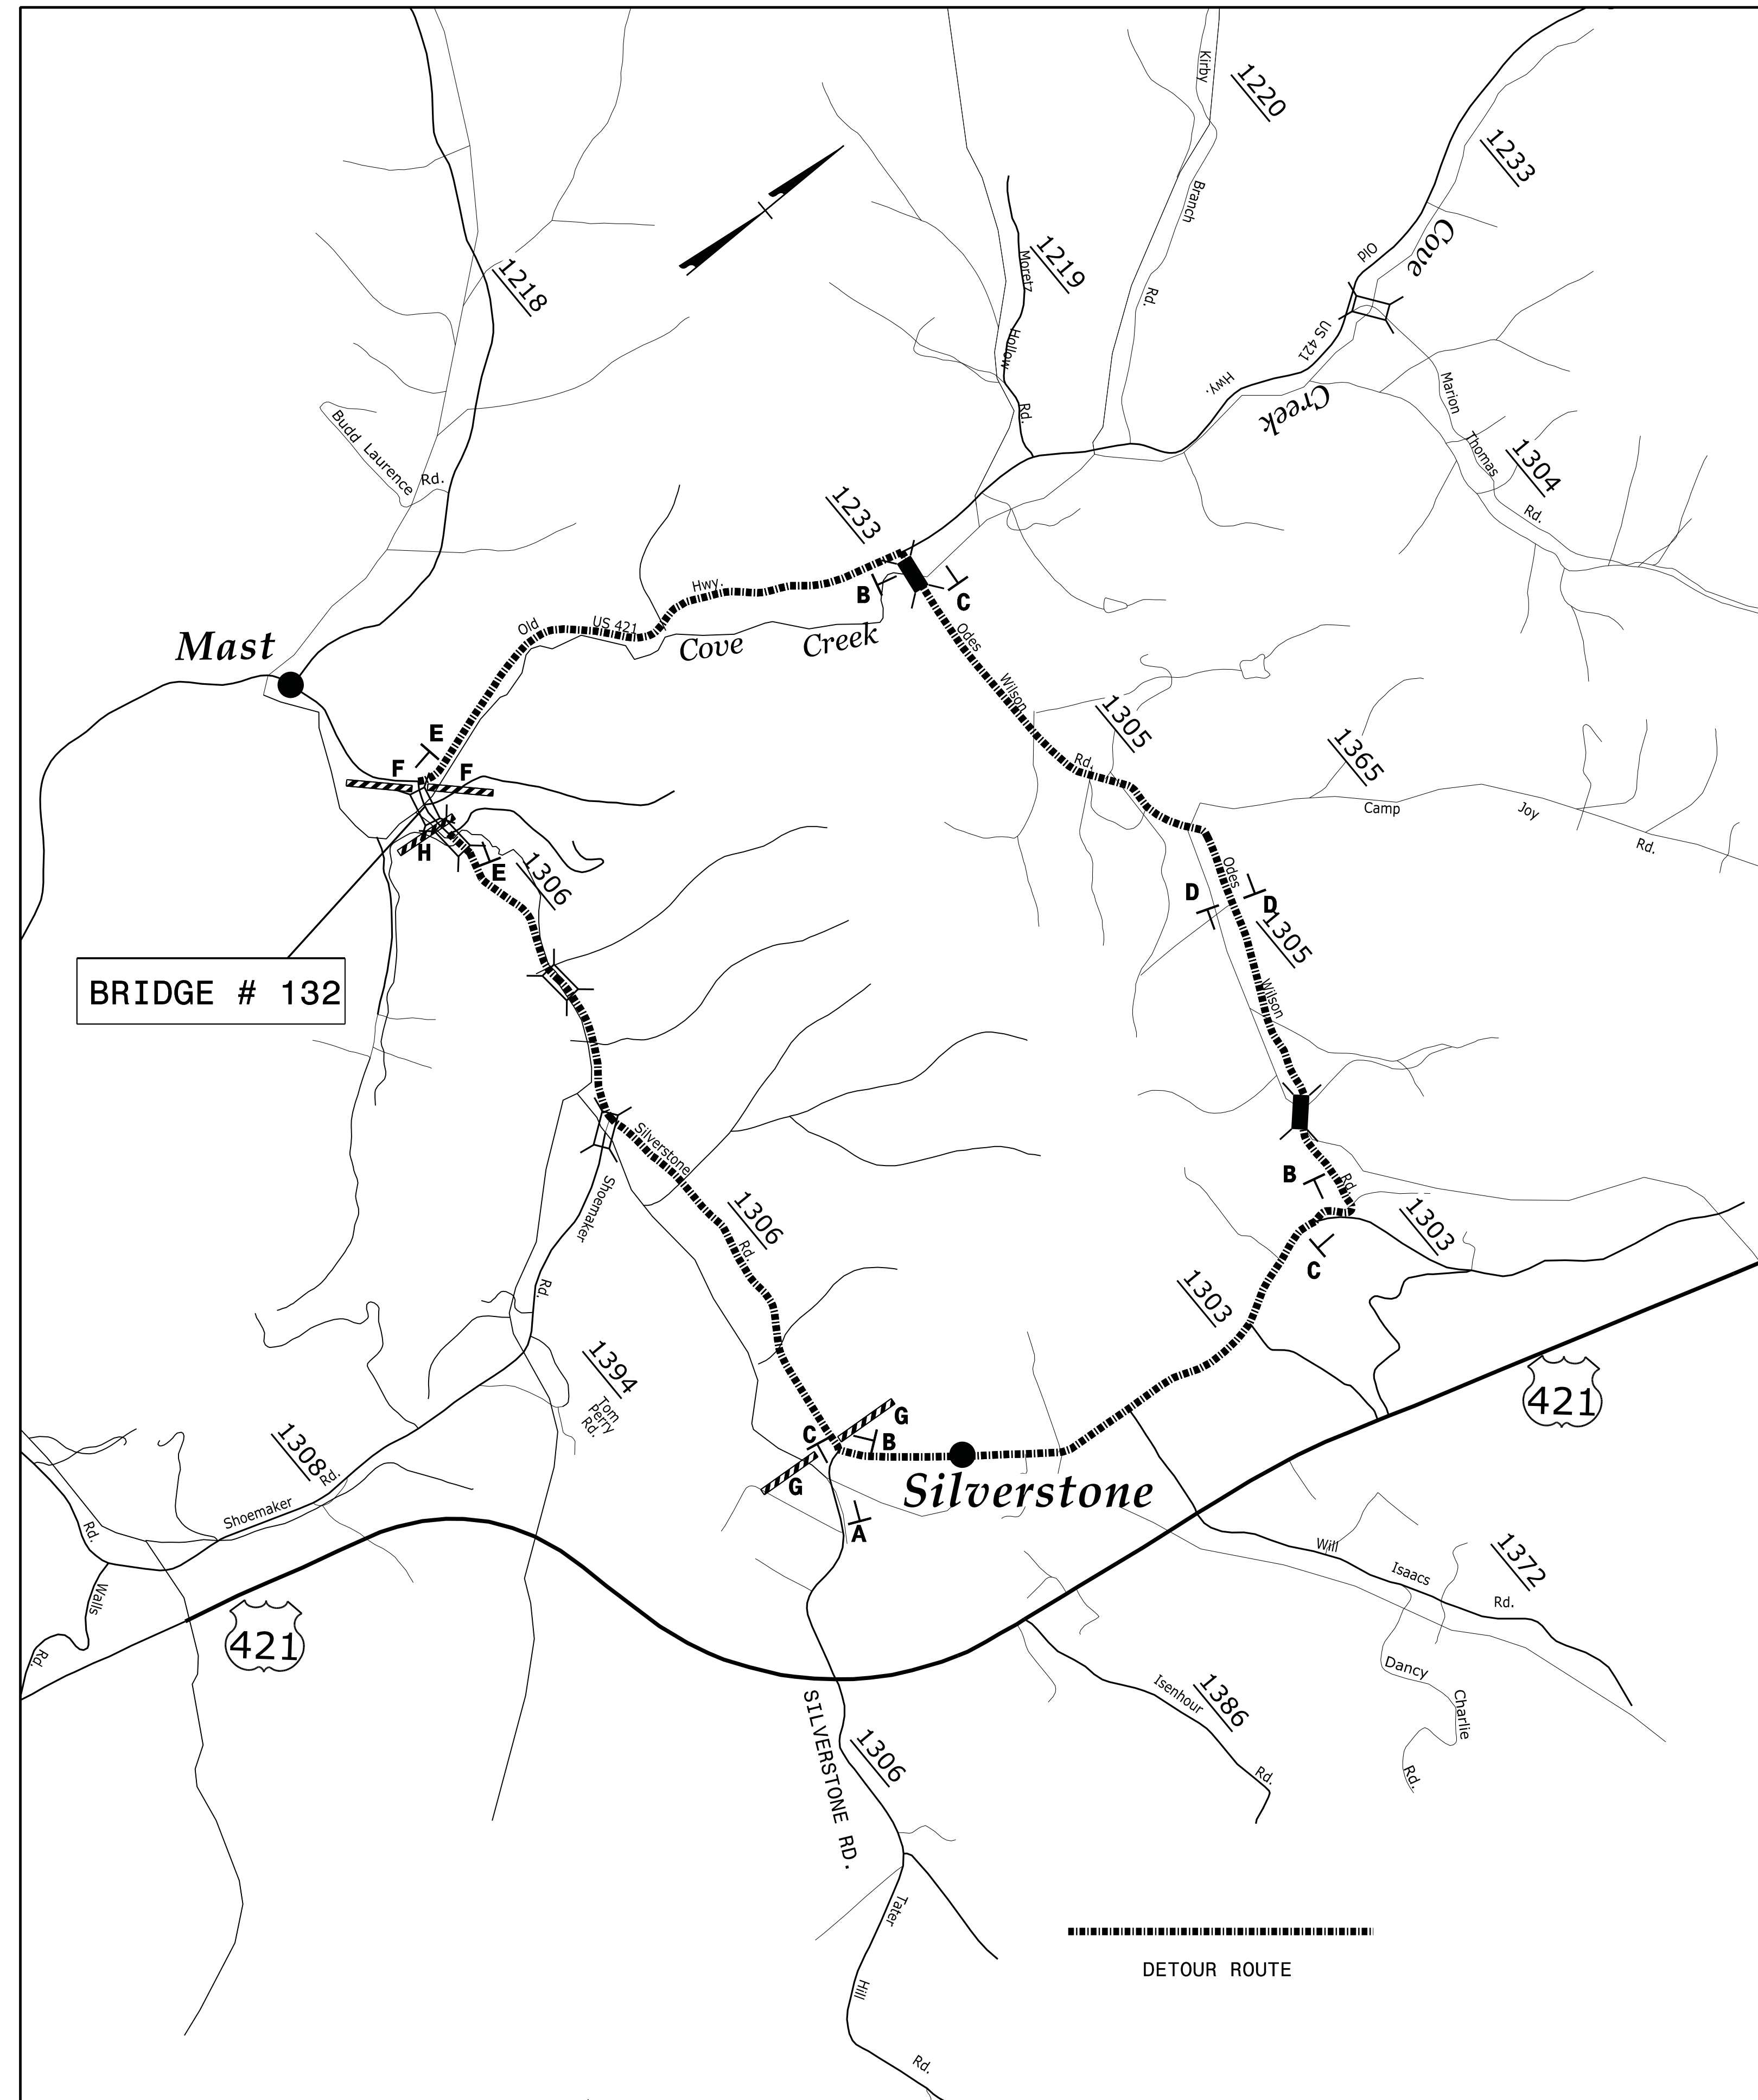 Kirby
1220
1233
Branch
Cove
Old
1219
Moretz
1218
Rd.
Hollow
US 421
Hwy.
Creek
Marion
Rd.
Budd Laurence Rd.
Thomas
1304
1233
Rd.
Hwy.
B
C
Old
US 421
Odes
Mast
Cove
Creek
Wilson
1305
E
Rd.
1365
F
F
Camp
Joy
Rd.
H
E
1306
Odes
D
D
1305
BRIDGE # 132
Wilson
Silverstone
B
Rd.
Shoemaker
1306
1303
Rd.
C
Rd.
1303
1394
421
Tom
Perry
Rd.
G
1308
C
B
Rd.
G
Silverstone
Shoemaker
A
Rd.
Will
Isaacs
1372
Rd.
Walls
421
Rd.
Dancy
Isenhour
1386
Charlie
SILVERSTONE RD.
1306
Rd.
Rd.
Tater
DETOUR ROUTE
Hill
Rd.